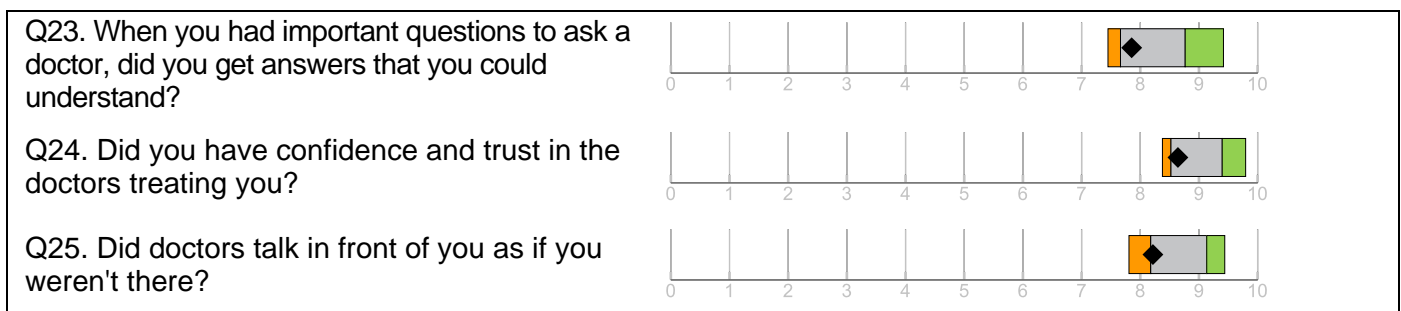 Q23. When you had important questions to ask a
doctor, did you get answers that you could
understand?
0 1 2 3 4 5 6 7 8 9 10
Q24. Did you have confidence and trust in the
doctors treating you?
0 1 2 3 4 5 6 7 8 9 10
Q25. Did doctors talk in front of you as if you
weren't there?
0 1 2 3 4 5 6 7 8 9 10